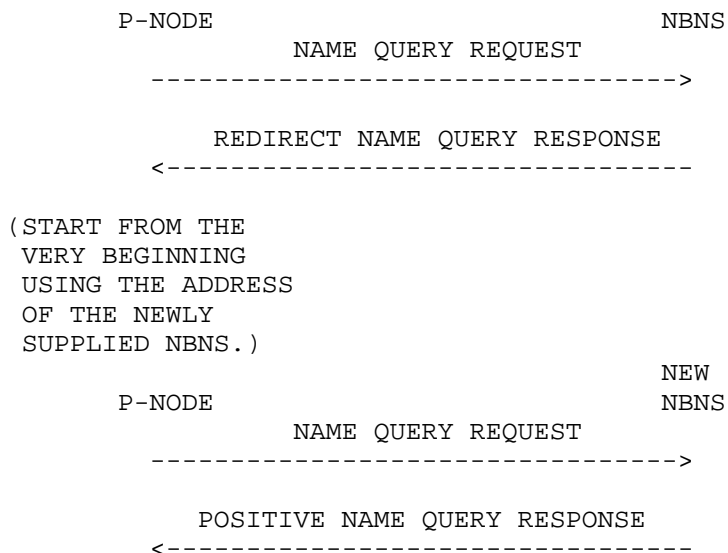 P-NODE NBNS
NAME QUERY REQUEST
--------------------------------->
REDIRECT NAME QUERY RESPONSE
<---------------------------------
(START FROM THE
VERY BEGINNING
USING THE ADDRESS
OF THE NEWLY
SUPPLIED NBNS.)
NEW
P-NODE NBNS
NAME QUERY REQUEST
--------------------------------->
POSITIVE NAME QUERY RESPONSE
<---------------------------------